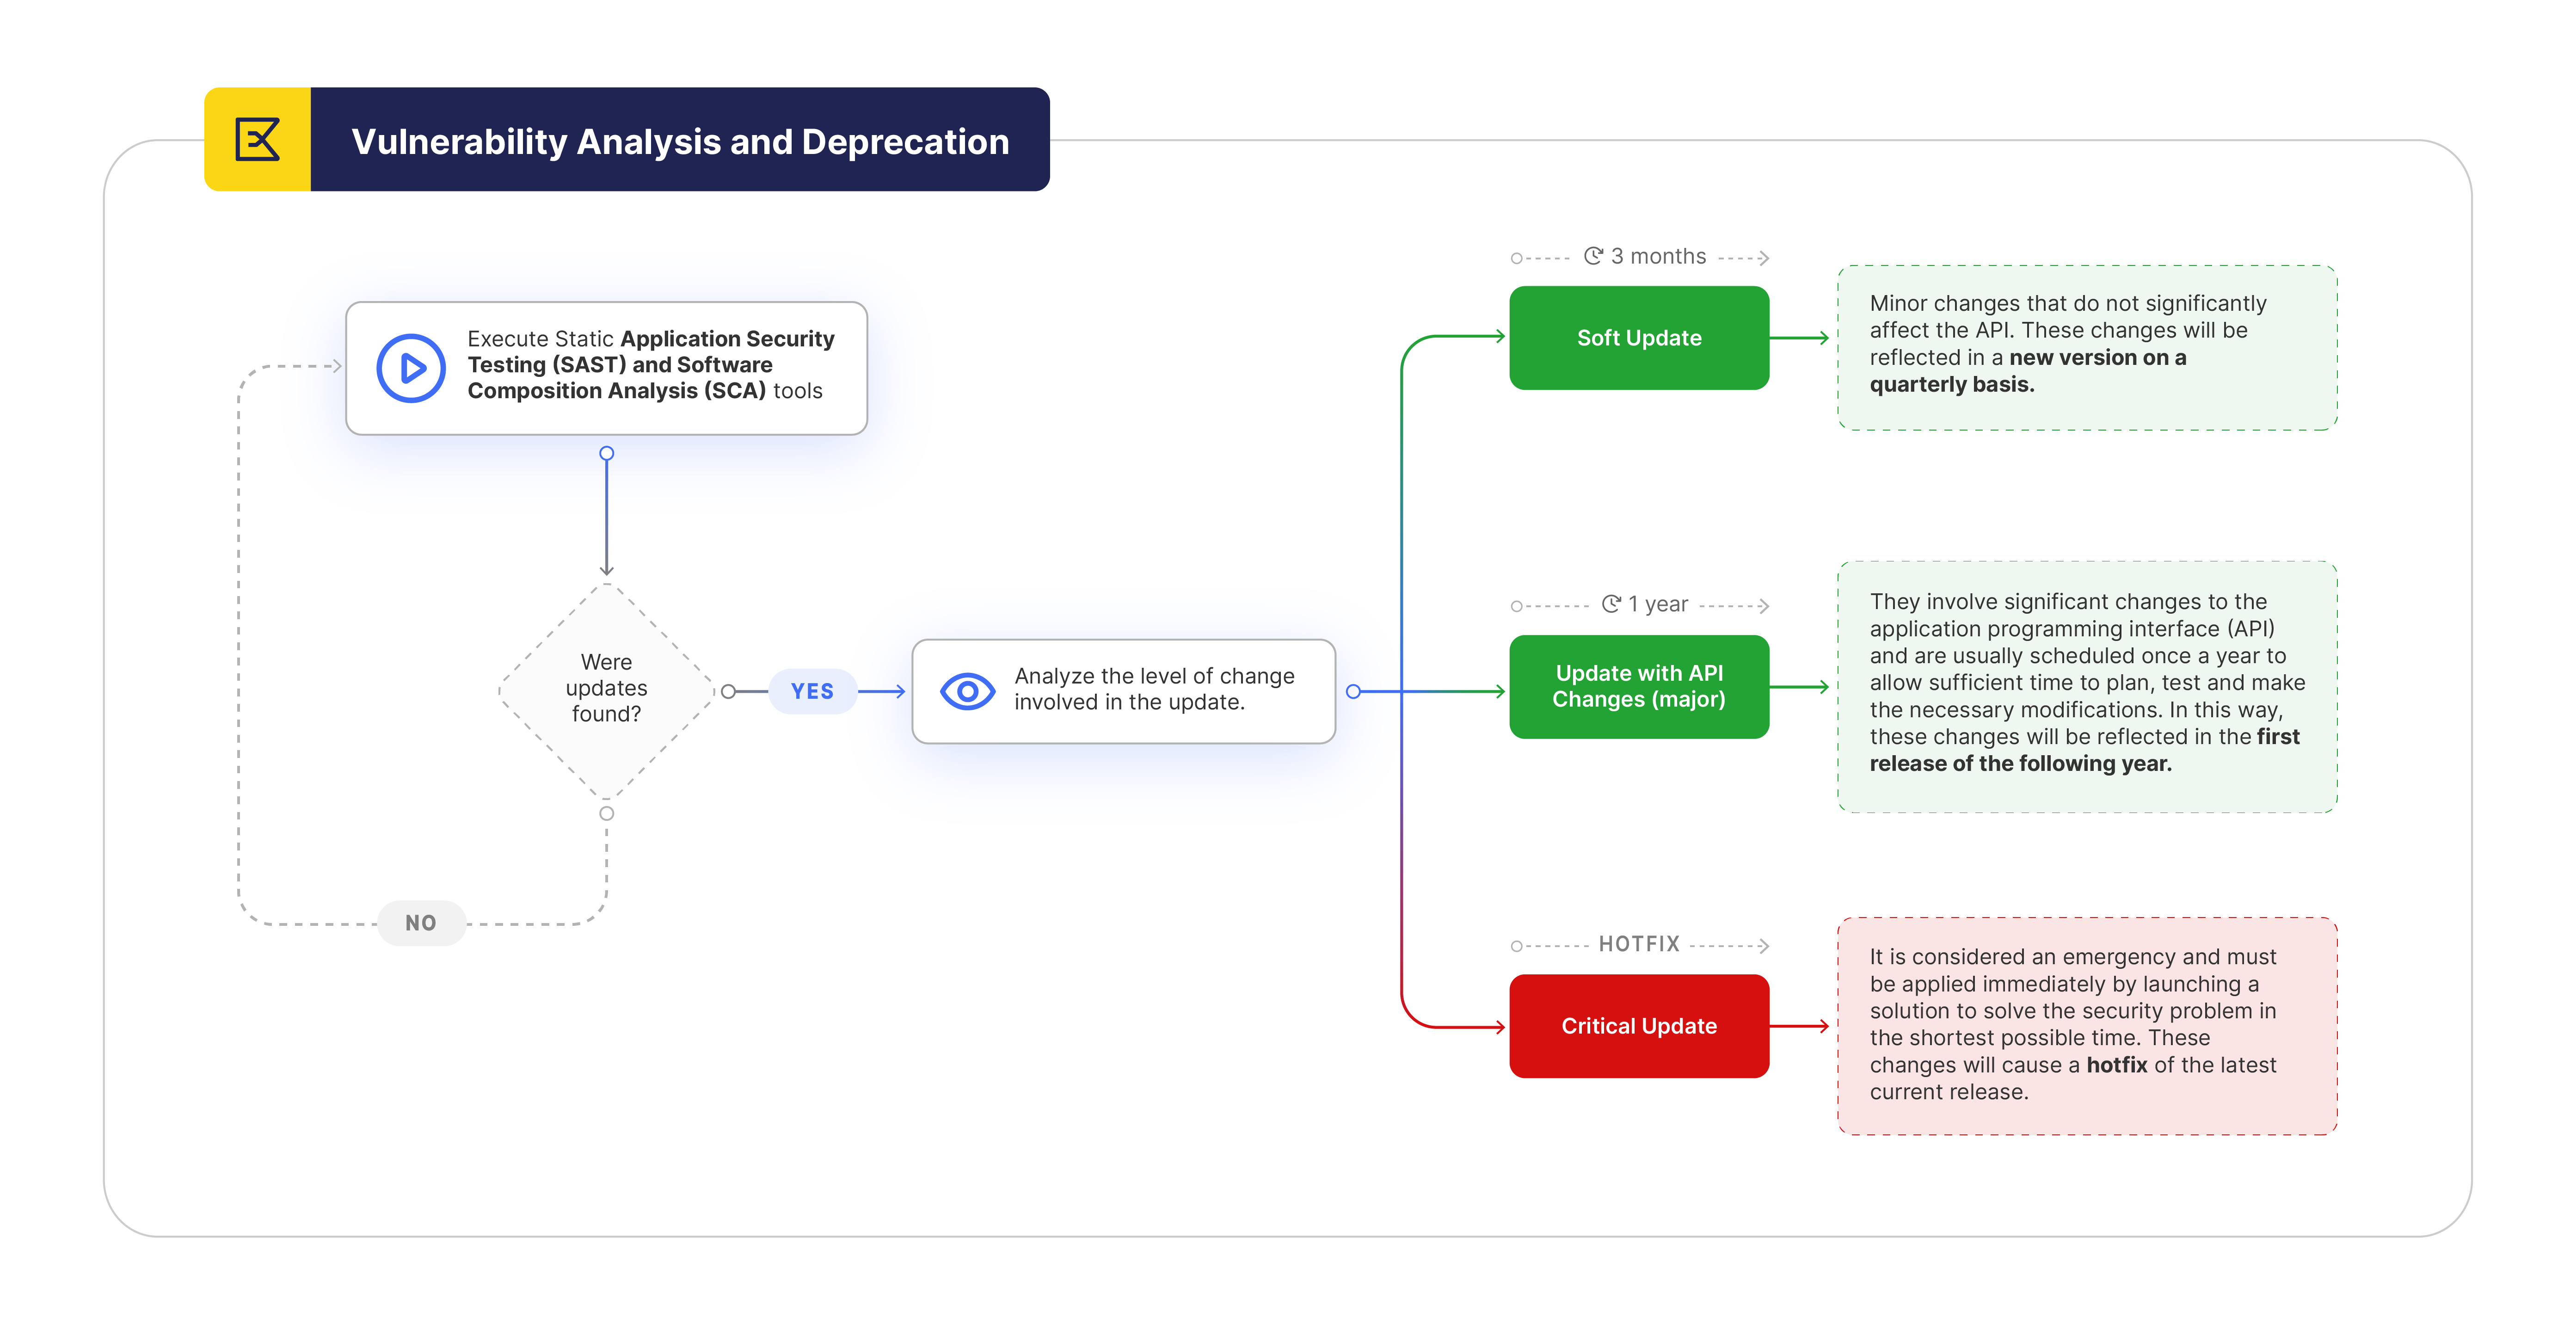 Vulnerability Analysis and Deprecation
Execute Static Application Security
Testing (SAST) and Software
Composition Analysis (SCA) tools
Were
updates
found?
YES
NO
Analyze the level of change
involved in the update.
3 months
Soft Update
Minor changes that do not significantly
affect the API. These changes will be
reflected in a new version on a
quarterly basis.
1 year
Update with API
Changes (major)
They involve significant changes to the
application programming interface (API)
and are usually scheduled once a year to
allow sufficient time to plan, test and make
the necessary modifications. In this way,
these changes will be reflected in the first
release of the following year.
HOTFIX
Critical Update
It is considered an emergency and must
be applied immediately by launching a
solution to solve the security problem in
the shortest possible time. These
changes will cause a hotfix of the latest
current release.